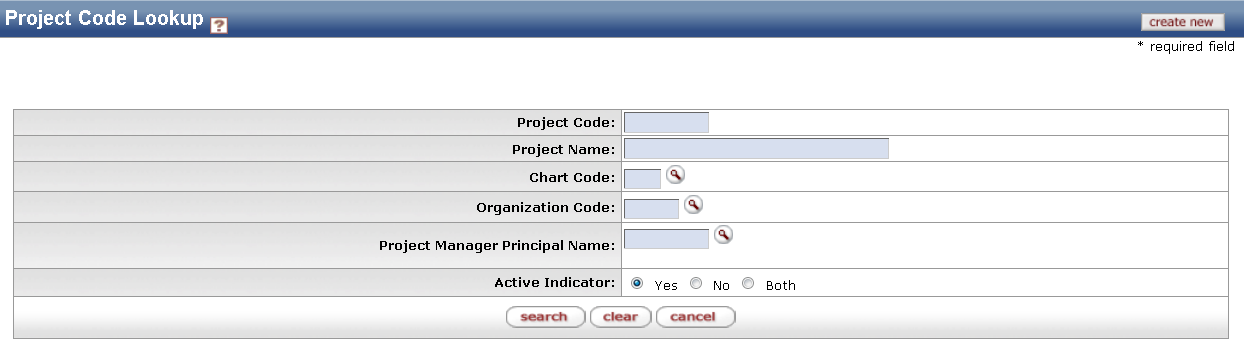 Project Code Lookup ?
create new
* required field
Project Code:
Project Name:
Chart Code:
Organization Code:
Project Manager Principal Name:
Active Indicator: Yes No Both
search clear cancel